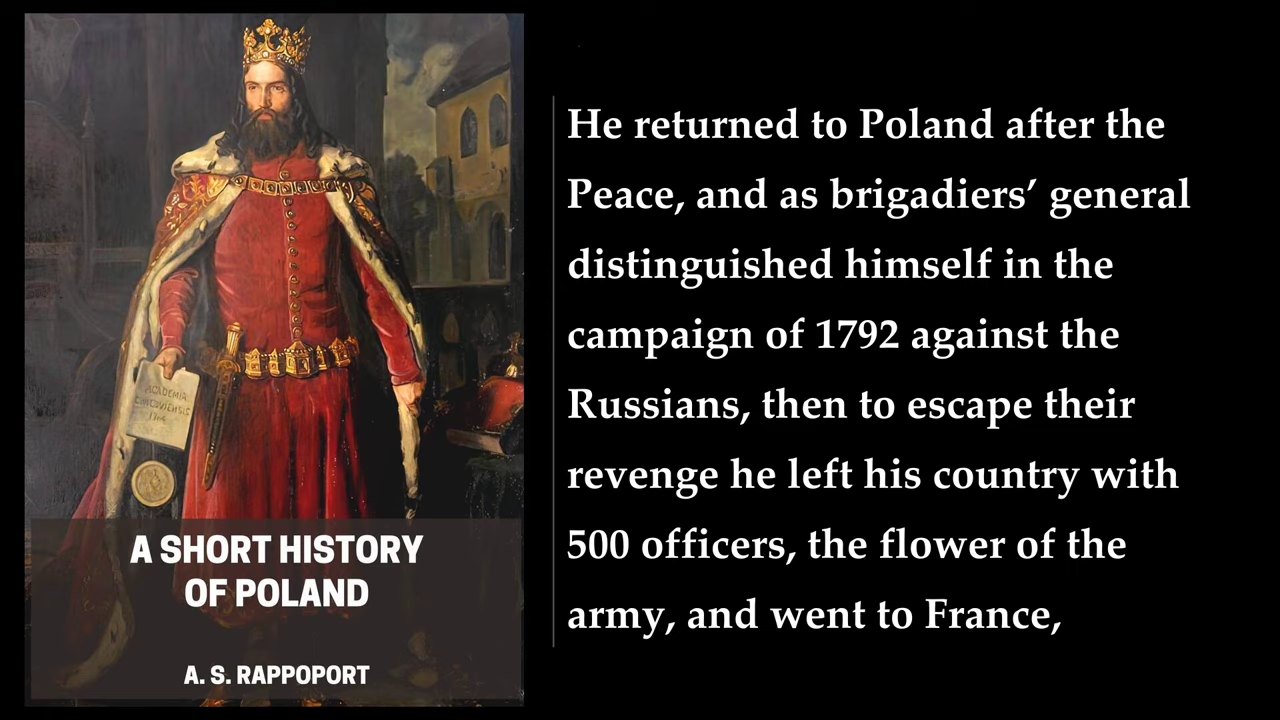 ACADEMIA
A SHORT HISTORY
OF POLAND
A. S. RAPPOPORT
He returned to Poland after the
Peace, and as brigadiers’ general
distinguished himself in the
campaign of 1792 against the
Russians, then to escape their
revenge he left his country with
500 officers, the flower of the
army, and went to France,